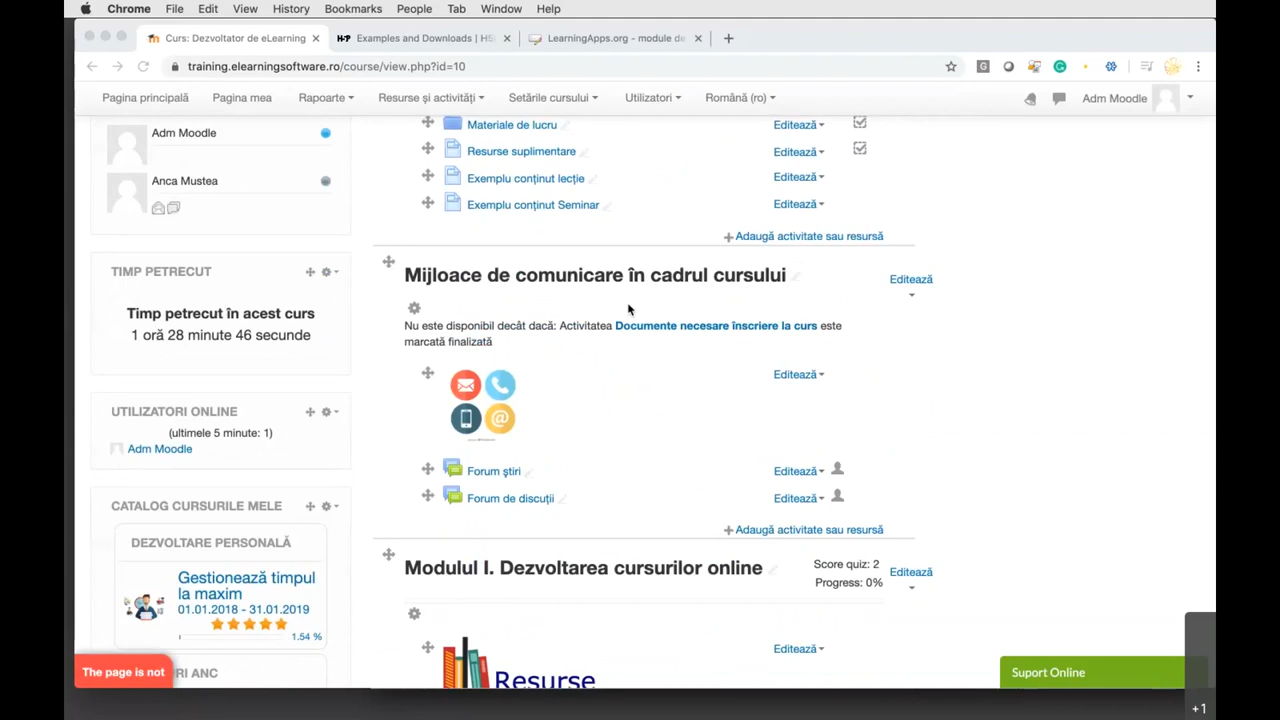 Chrome File Edit View History Bookmarks People Tab Window Help
Curs: Dezvoltator de eLearning
H5P Examples and Downloads | H5
LearningApps.org - module de
training.elearningsoftware.ro/course/view.php?id=10
Pagina principală Pagina mea Rapoarte Resurse și activități Setările cursului Utilizatori Română (ro) Adm Moodle
Adm Moodle
Anca Mustea
TIMP PETRECUT
Timp petrecut în acest curs
1 oră 28 minute 46 secunde
UTILIZATORI ONLINE
(ultimele 5 minute: 1)
Adm Moodle
CATALOG CURSURILE MELE
DEZVOLTARE PERSONALĂ
Gestionează timpul
la maxim
01.01.2018 - 31.01.2019
1.54 %
RI ANC
The page is not
Materiale de lucru Editează
Resurse suplimentare Editează
Exemplu conținut lecție Editează
Exemplu conținut Seminar Editează
Adaugă activitate sau resursă
Mijloace de comunicare în cadrul cursului Editează
Nu este disponibil decât dacă: Activitatea Documente necesare înscriere la curs este
marcată finalizată
Editează
Forum ştiri Editează
Forum de discuții Editează
Adaugă activitate sau resursă
Modulul I. Dezvoltarea cursurilor online
Score quiz: 2
Progress: 0%
Editează
Editează
Resurse
Suport Online
+1